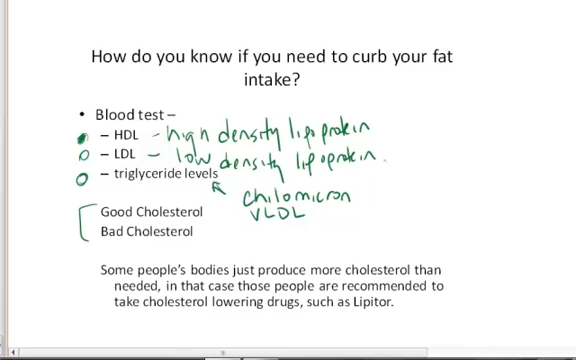 How do you know if you need to curb your fat
intake?
• Blood test –
– HDL – high density lipoprotein
– LDL – low density lipoprotein.
– triglyceride levels
chilomicron
VLDL
Good Cholesterol
Bad Cholesterol
Some people's bodies just produce more cholesterol than
needed, in that case those people are recommended to
take cholesterol lowering drugs, such as Lipitor.